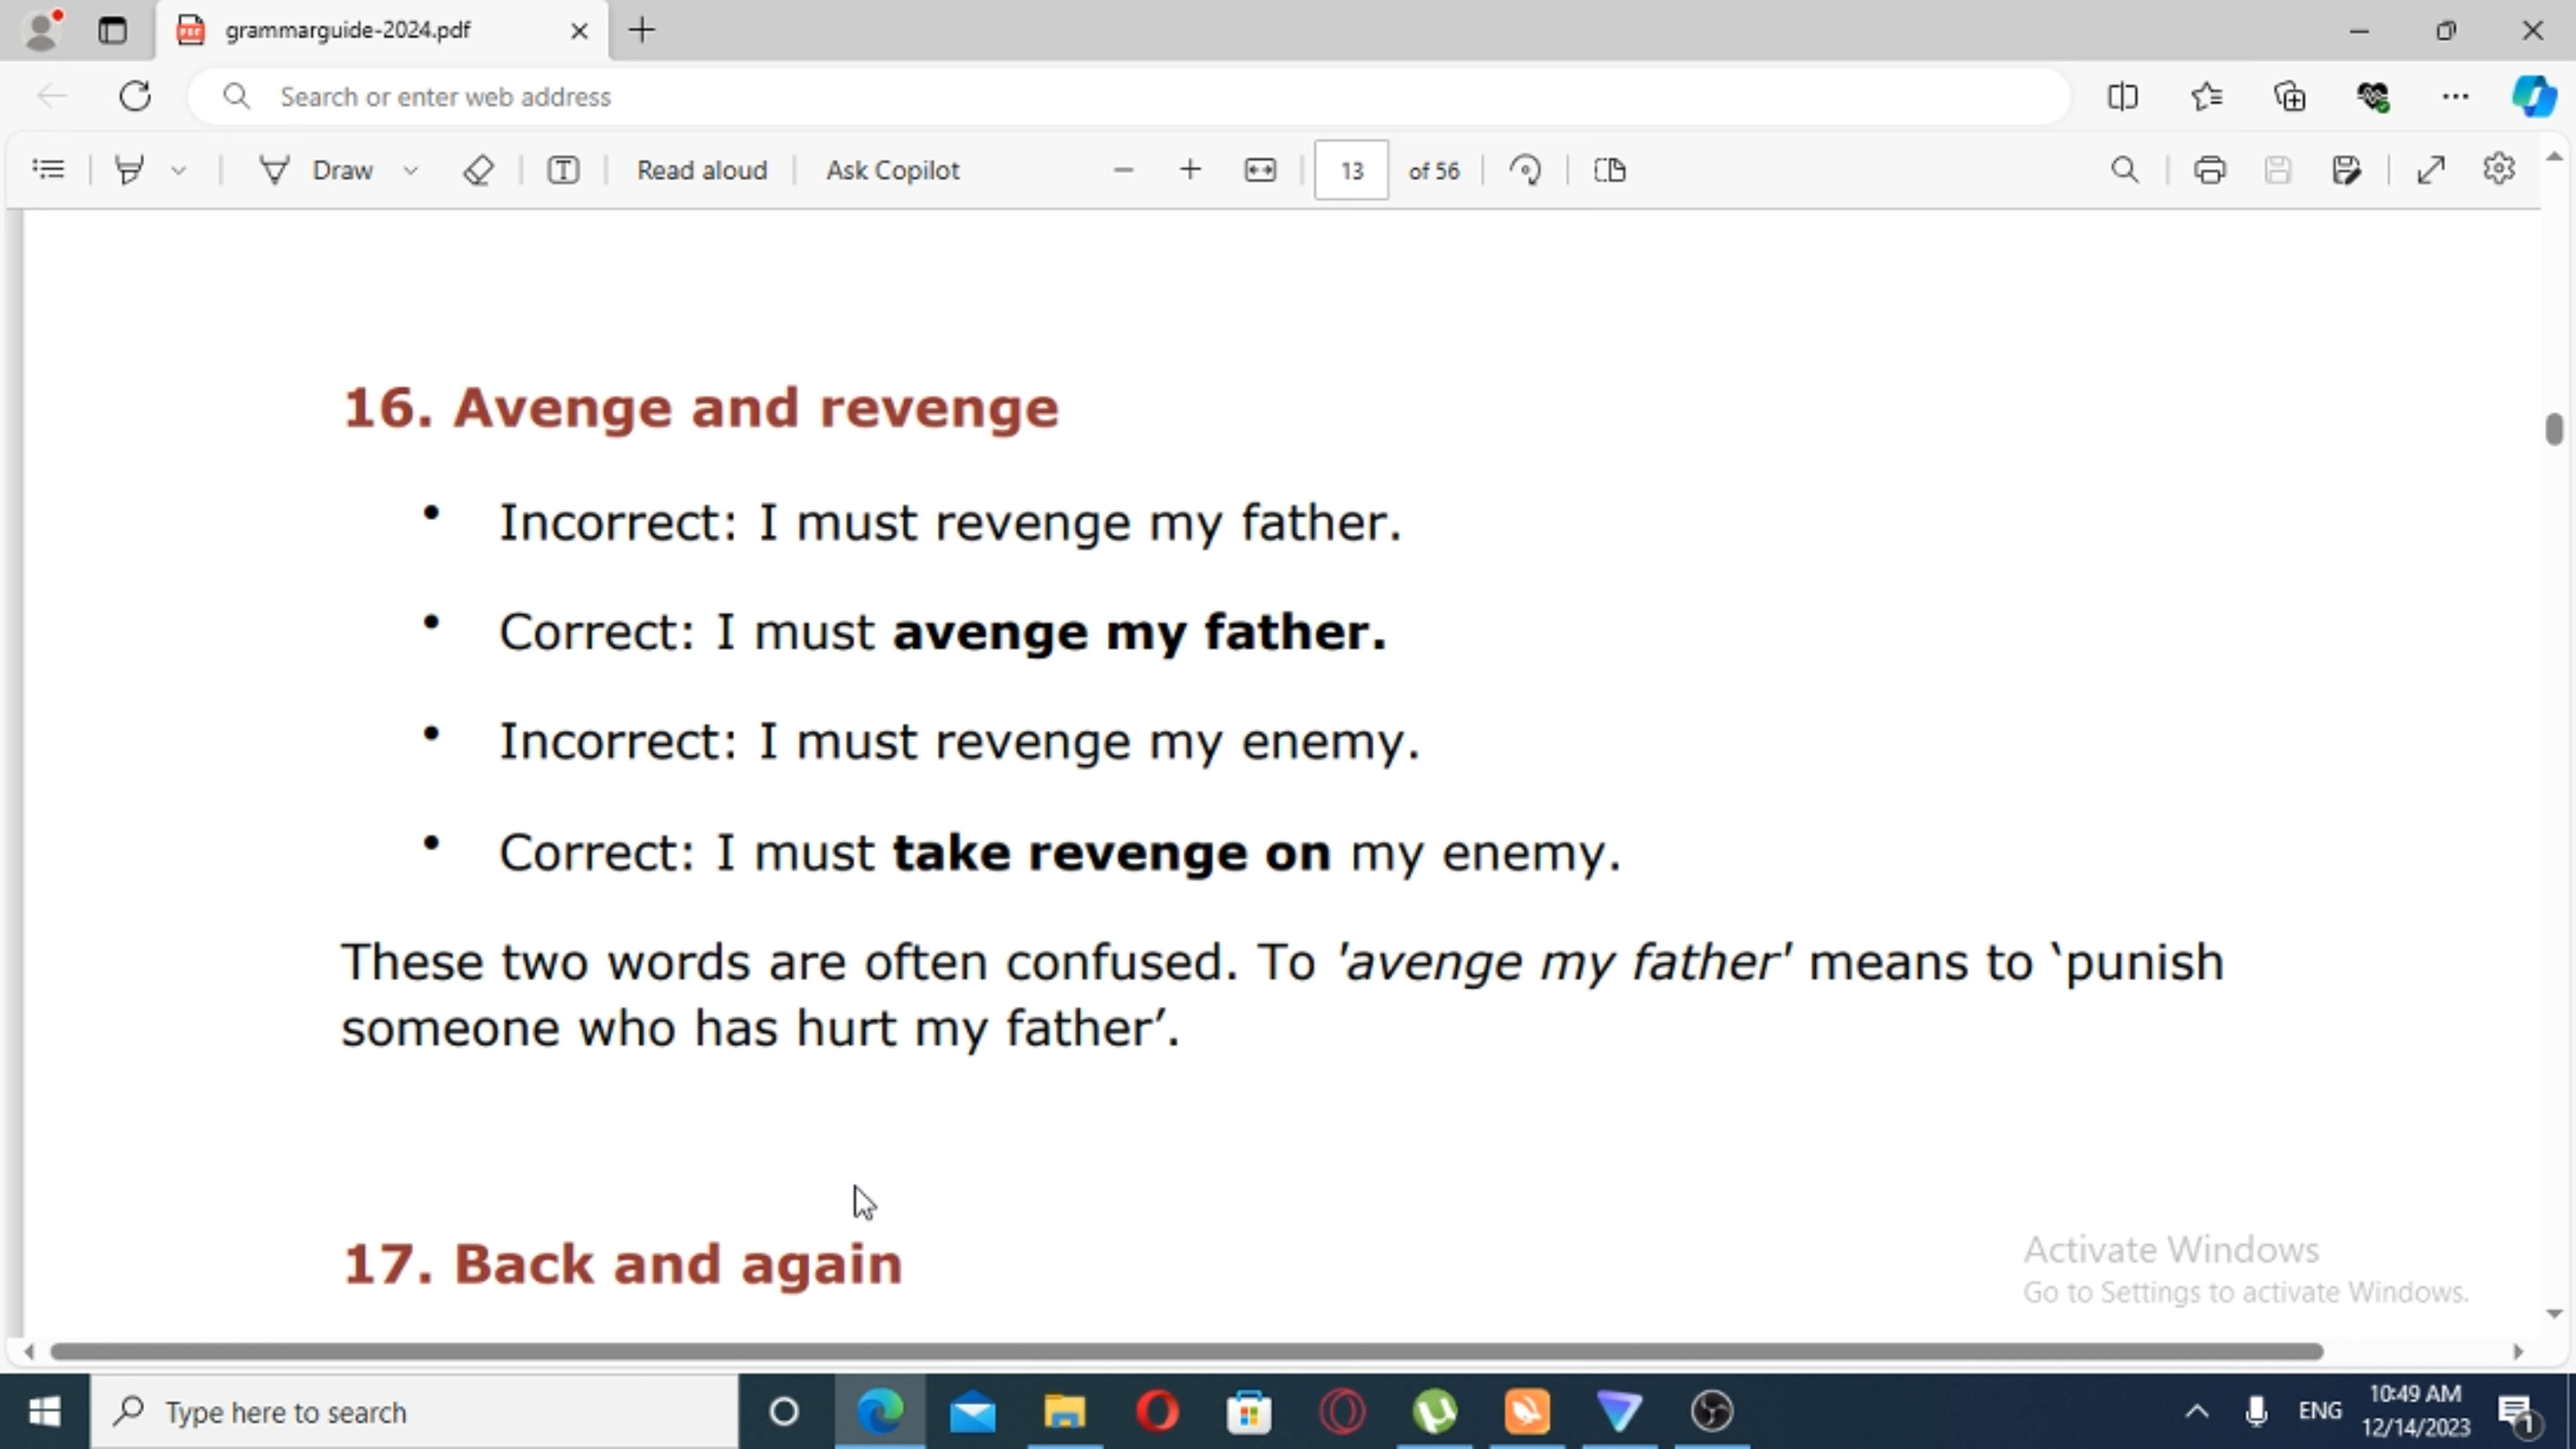 grammarguide-2024.pdf
Search or enter web address
Draw
Read aloud
Ask Copilot
13 of 56
16. Avenge and revenge
• Incorrect: I must revenge my father.
• Correct: I must avenge my father.
• Incorrect: I must revenge my enemy.
• Correct: I must take revenge on my enemy.
These two words are often confused. To 'avenge my father' means to ‘punish
someone who has hurt my father’.
17. Back and again
Activate Windows
Go to Settings to activate Windows.
Type here to search
ENG
10:49 AM
12/14/2023
1